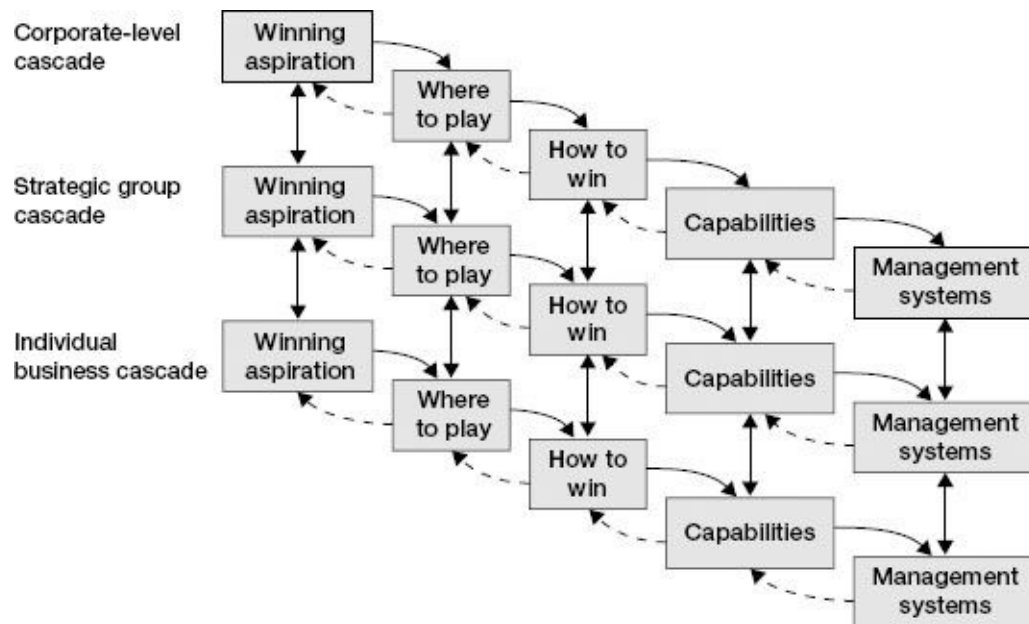 Corporate-level
cascade
Winning
aspiration
Where
to play
How to
win
Capabilities
Management
systems
Strategic group
cascade
Winning
aspiration
Where
to play
How to
win
Capabilities
Management
systems
Individual
business cascade
Winning
aspiration
Where
to play
How to
win
Capabilities
Management
systems